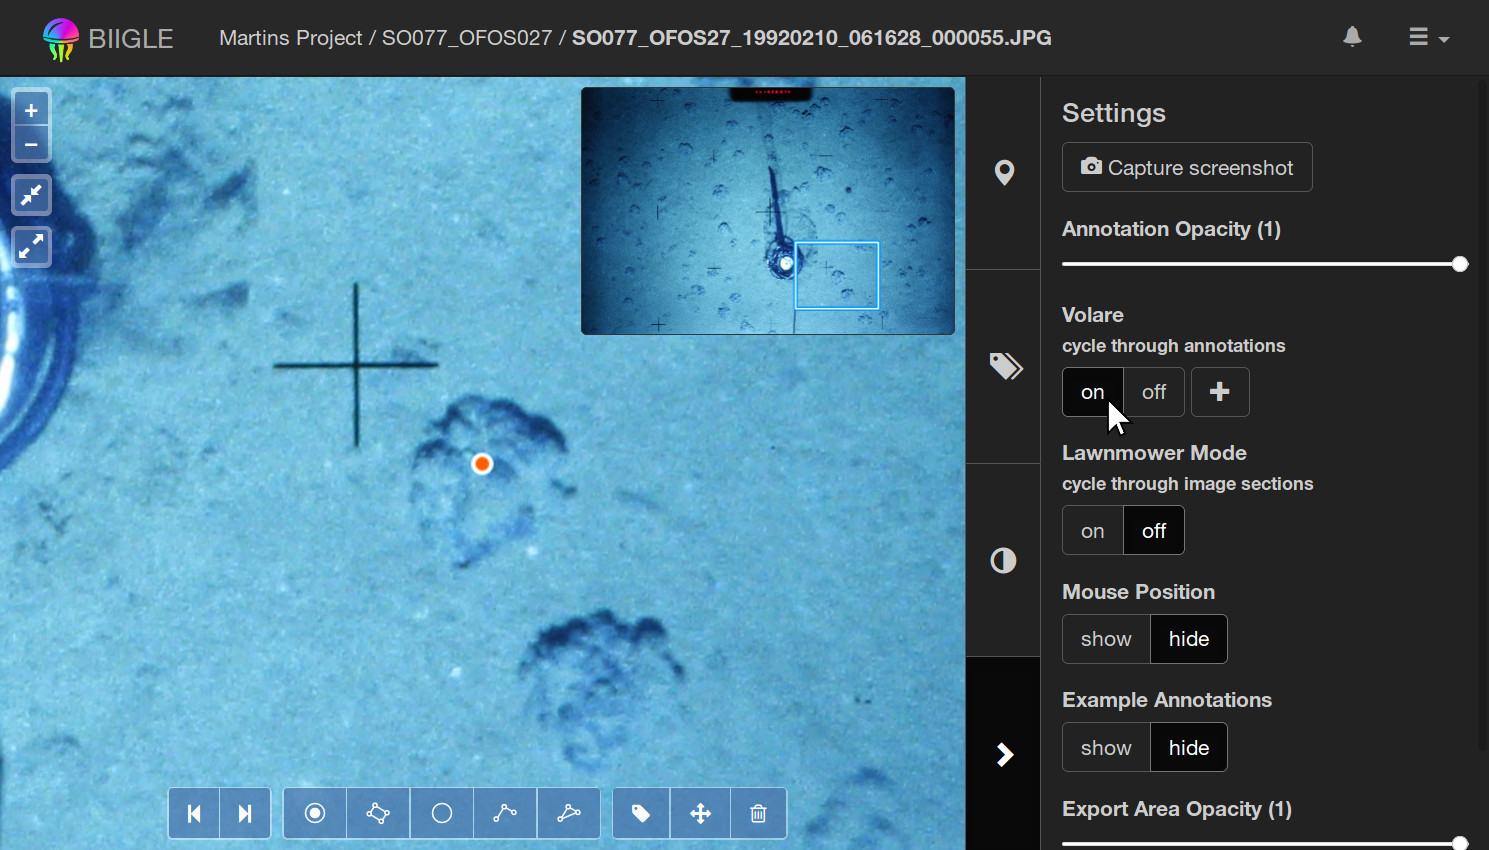 BIIGLE
Martins Project / SO077_OFOS027 / SO077_OFOS27_19920210_061628_000055.JPG
Settings
Capture screenshot
Annotation Opacity (1)
Volare
cycle through annotations
on off
Lawnmower Mode
cycle through image sections
on off
Mouse Position
show hide
Example Annotations
show hide
Export Area Opacity (1)